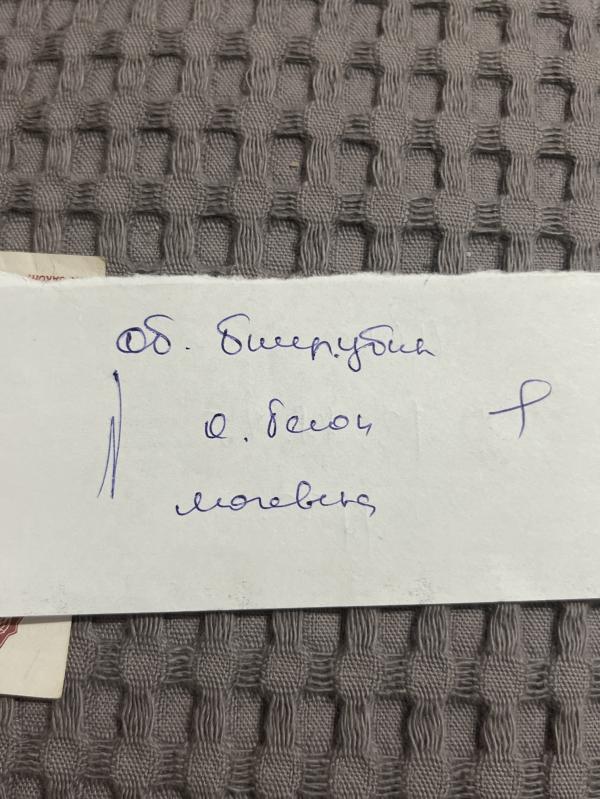 Об. билирубин
О. белок
мочевина